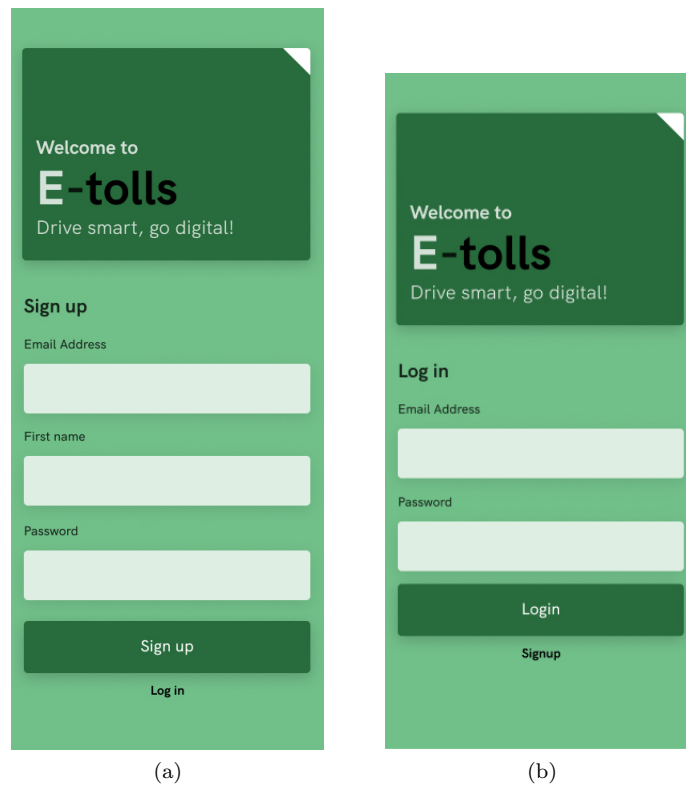 Welcome to
E-tolls
Drive smart, go digital!
Sign up
Email Address
First name
Password
Sign up
Log in
(a)
Welcome to
E-tolls
Drive smart, go digital!
Log in
Email Address
Password
Login
Signup
(b)